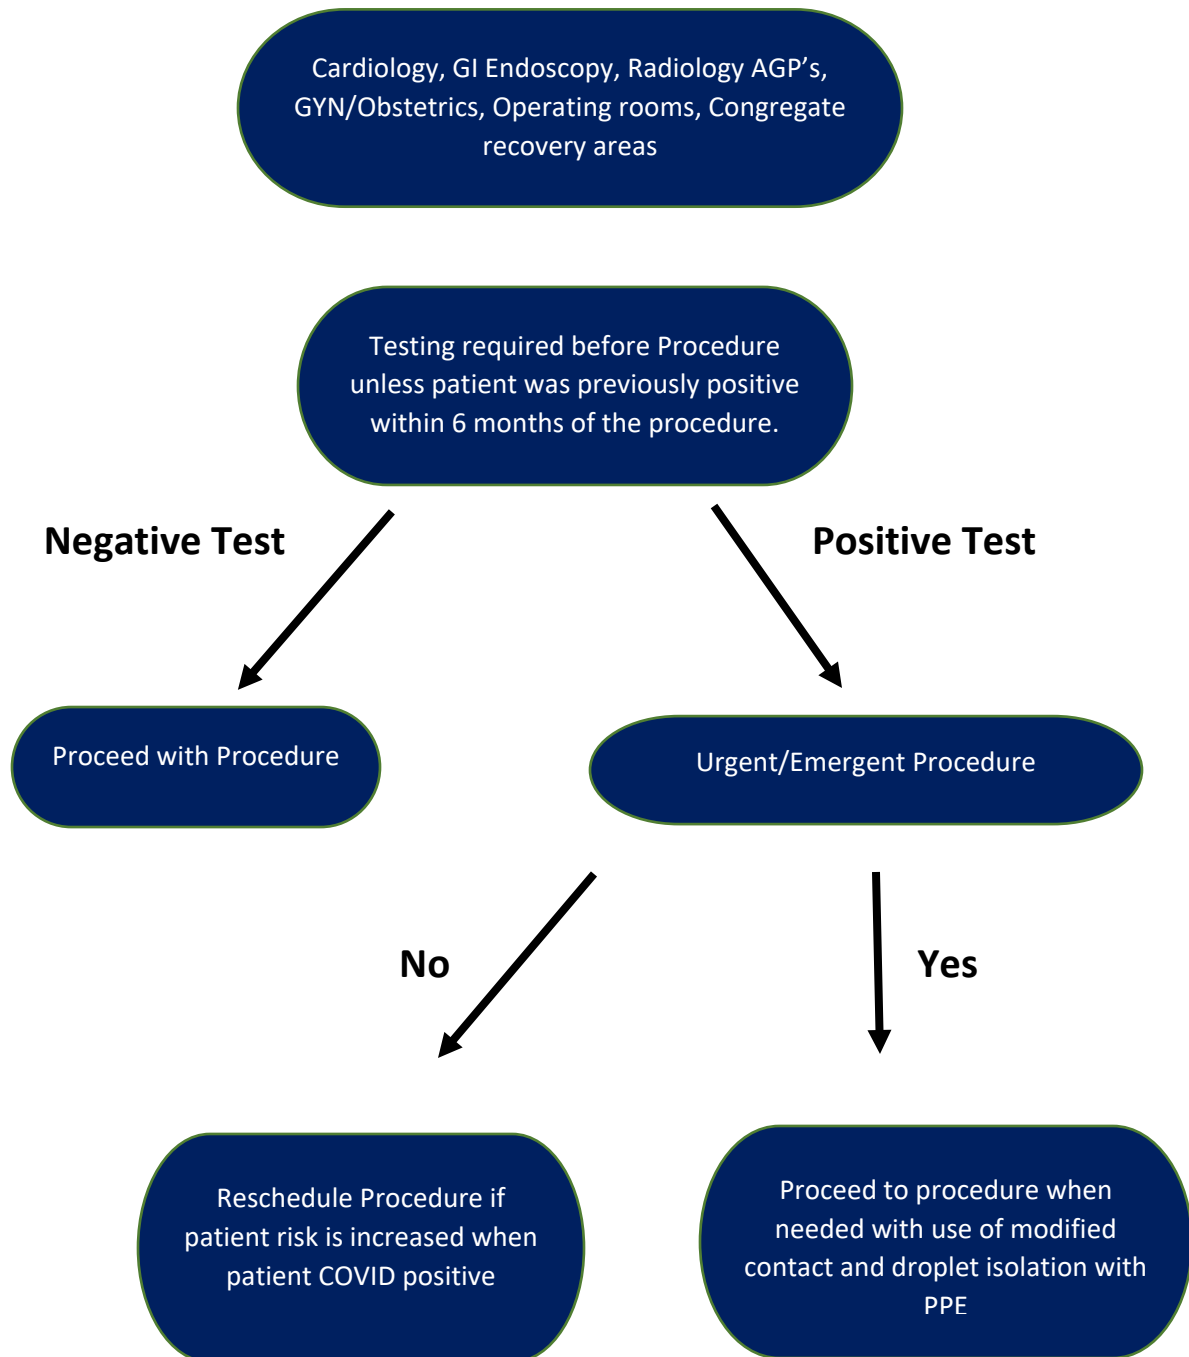 Cardiology, GI Endoscopy, Radiology AGP’s,
GYN/Obstetrics, Operating rooms, Congregate
recovery areas
Testing required before Procedure
unless patient was previously positive
within 6 months of the procedure.
Negative Test
Positive Test
Proceed with Procedure
Urgent/Emergent Procedure
No
Yes
Reschedule Procedure if
patient risk is increased when
patient COVID positive
Proceed to procedure when
needed with use of modified
contact and droplet isolation with
PPE